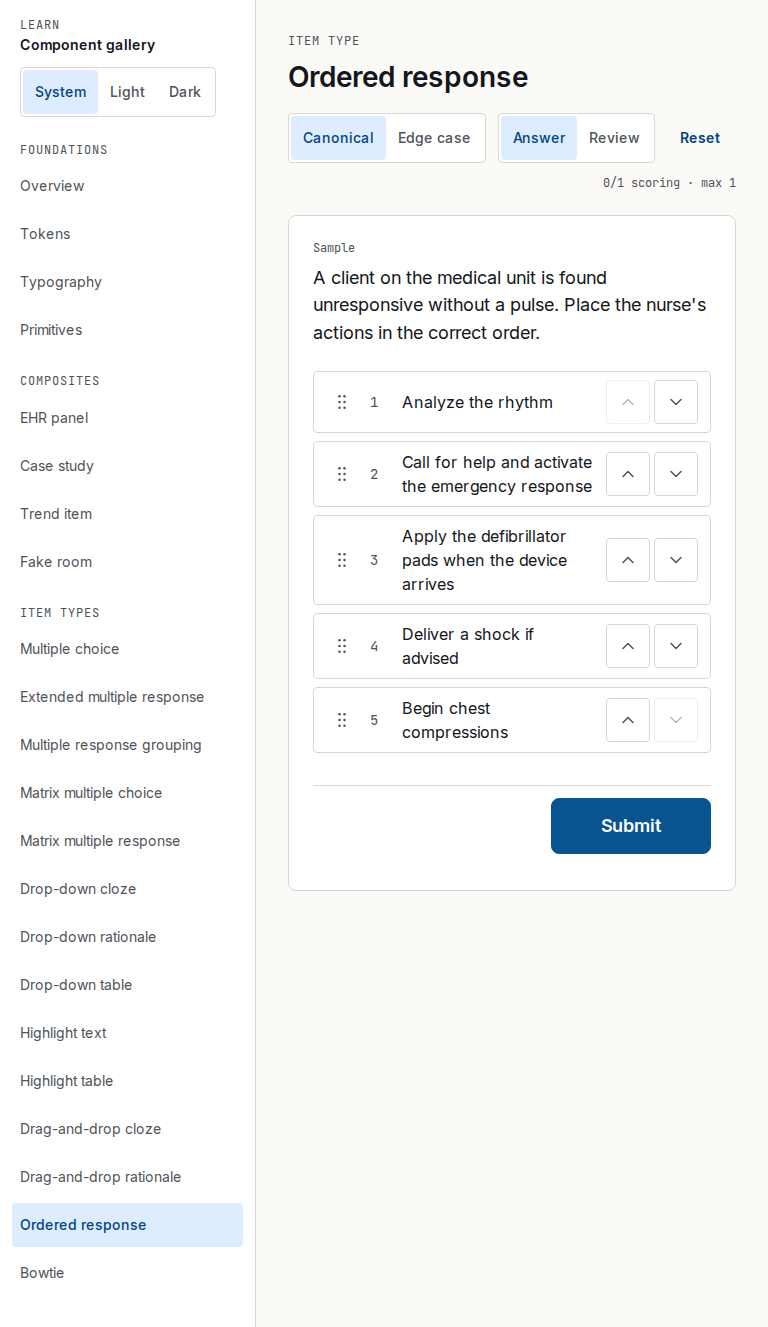 LEARN
Component gallery
System Light Dark
FOUNDATIONS
Overview
Tokens
Typography
Primitives
COMPOSITES
EHR panel
Case study
Trend item
Fake room
ITEM TYPES
Multiple choice
Extended multiple response
Multiple response grouping
Matrix multiple choice
Matrix multiple response
Drop-down cloze
Drop-down rationale
Drop-down table
Highlight text
Highlight table
Drag-and-drop cloze
Drag-and-drop rationale
Ordered response
Bowtie
ITEM TYPE
Ordered response
Canonical Edge case Answer Review Reset
0/1 scoring · max 1
Sample
A client on the medical unit is found
unresponsive without a pulse. Place the nurse's
actions in the correct order.
1 Analyze the rhythm
2 Call for help and activate
the emergency response
3 Apply the defibrillator
pads when the device
arrives
4 Deliver a shock if
advised
5 Begin chest
compressions
Submit